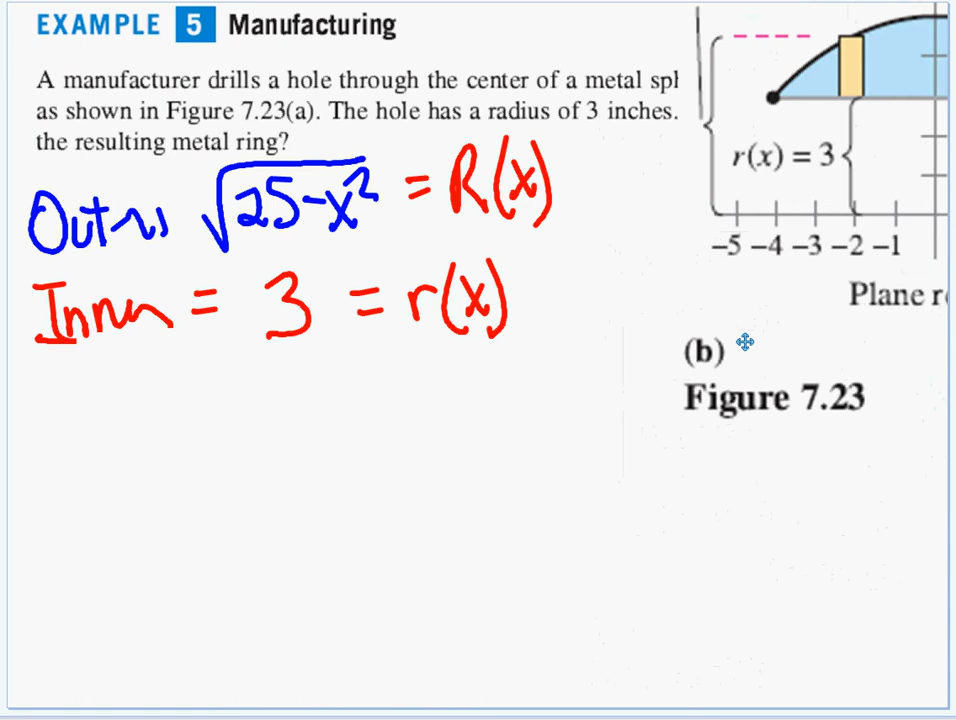 EXAMPLE 5 Manufacturing
A manufacturer drills a hole through the center of a metal spl
as shown in Figure 7.23(a). The hole has a radius of 3 inches.
the resulting metal ring?
Outer √25-x² = R(x)
Inner = 3 = r(x)
r(x) = 3
-5 -4 -3 -2 -1
Plane r
(b)
Figure 7.23